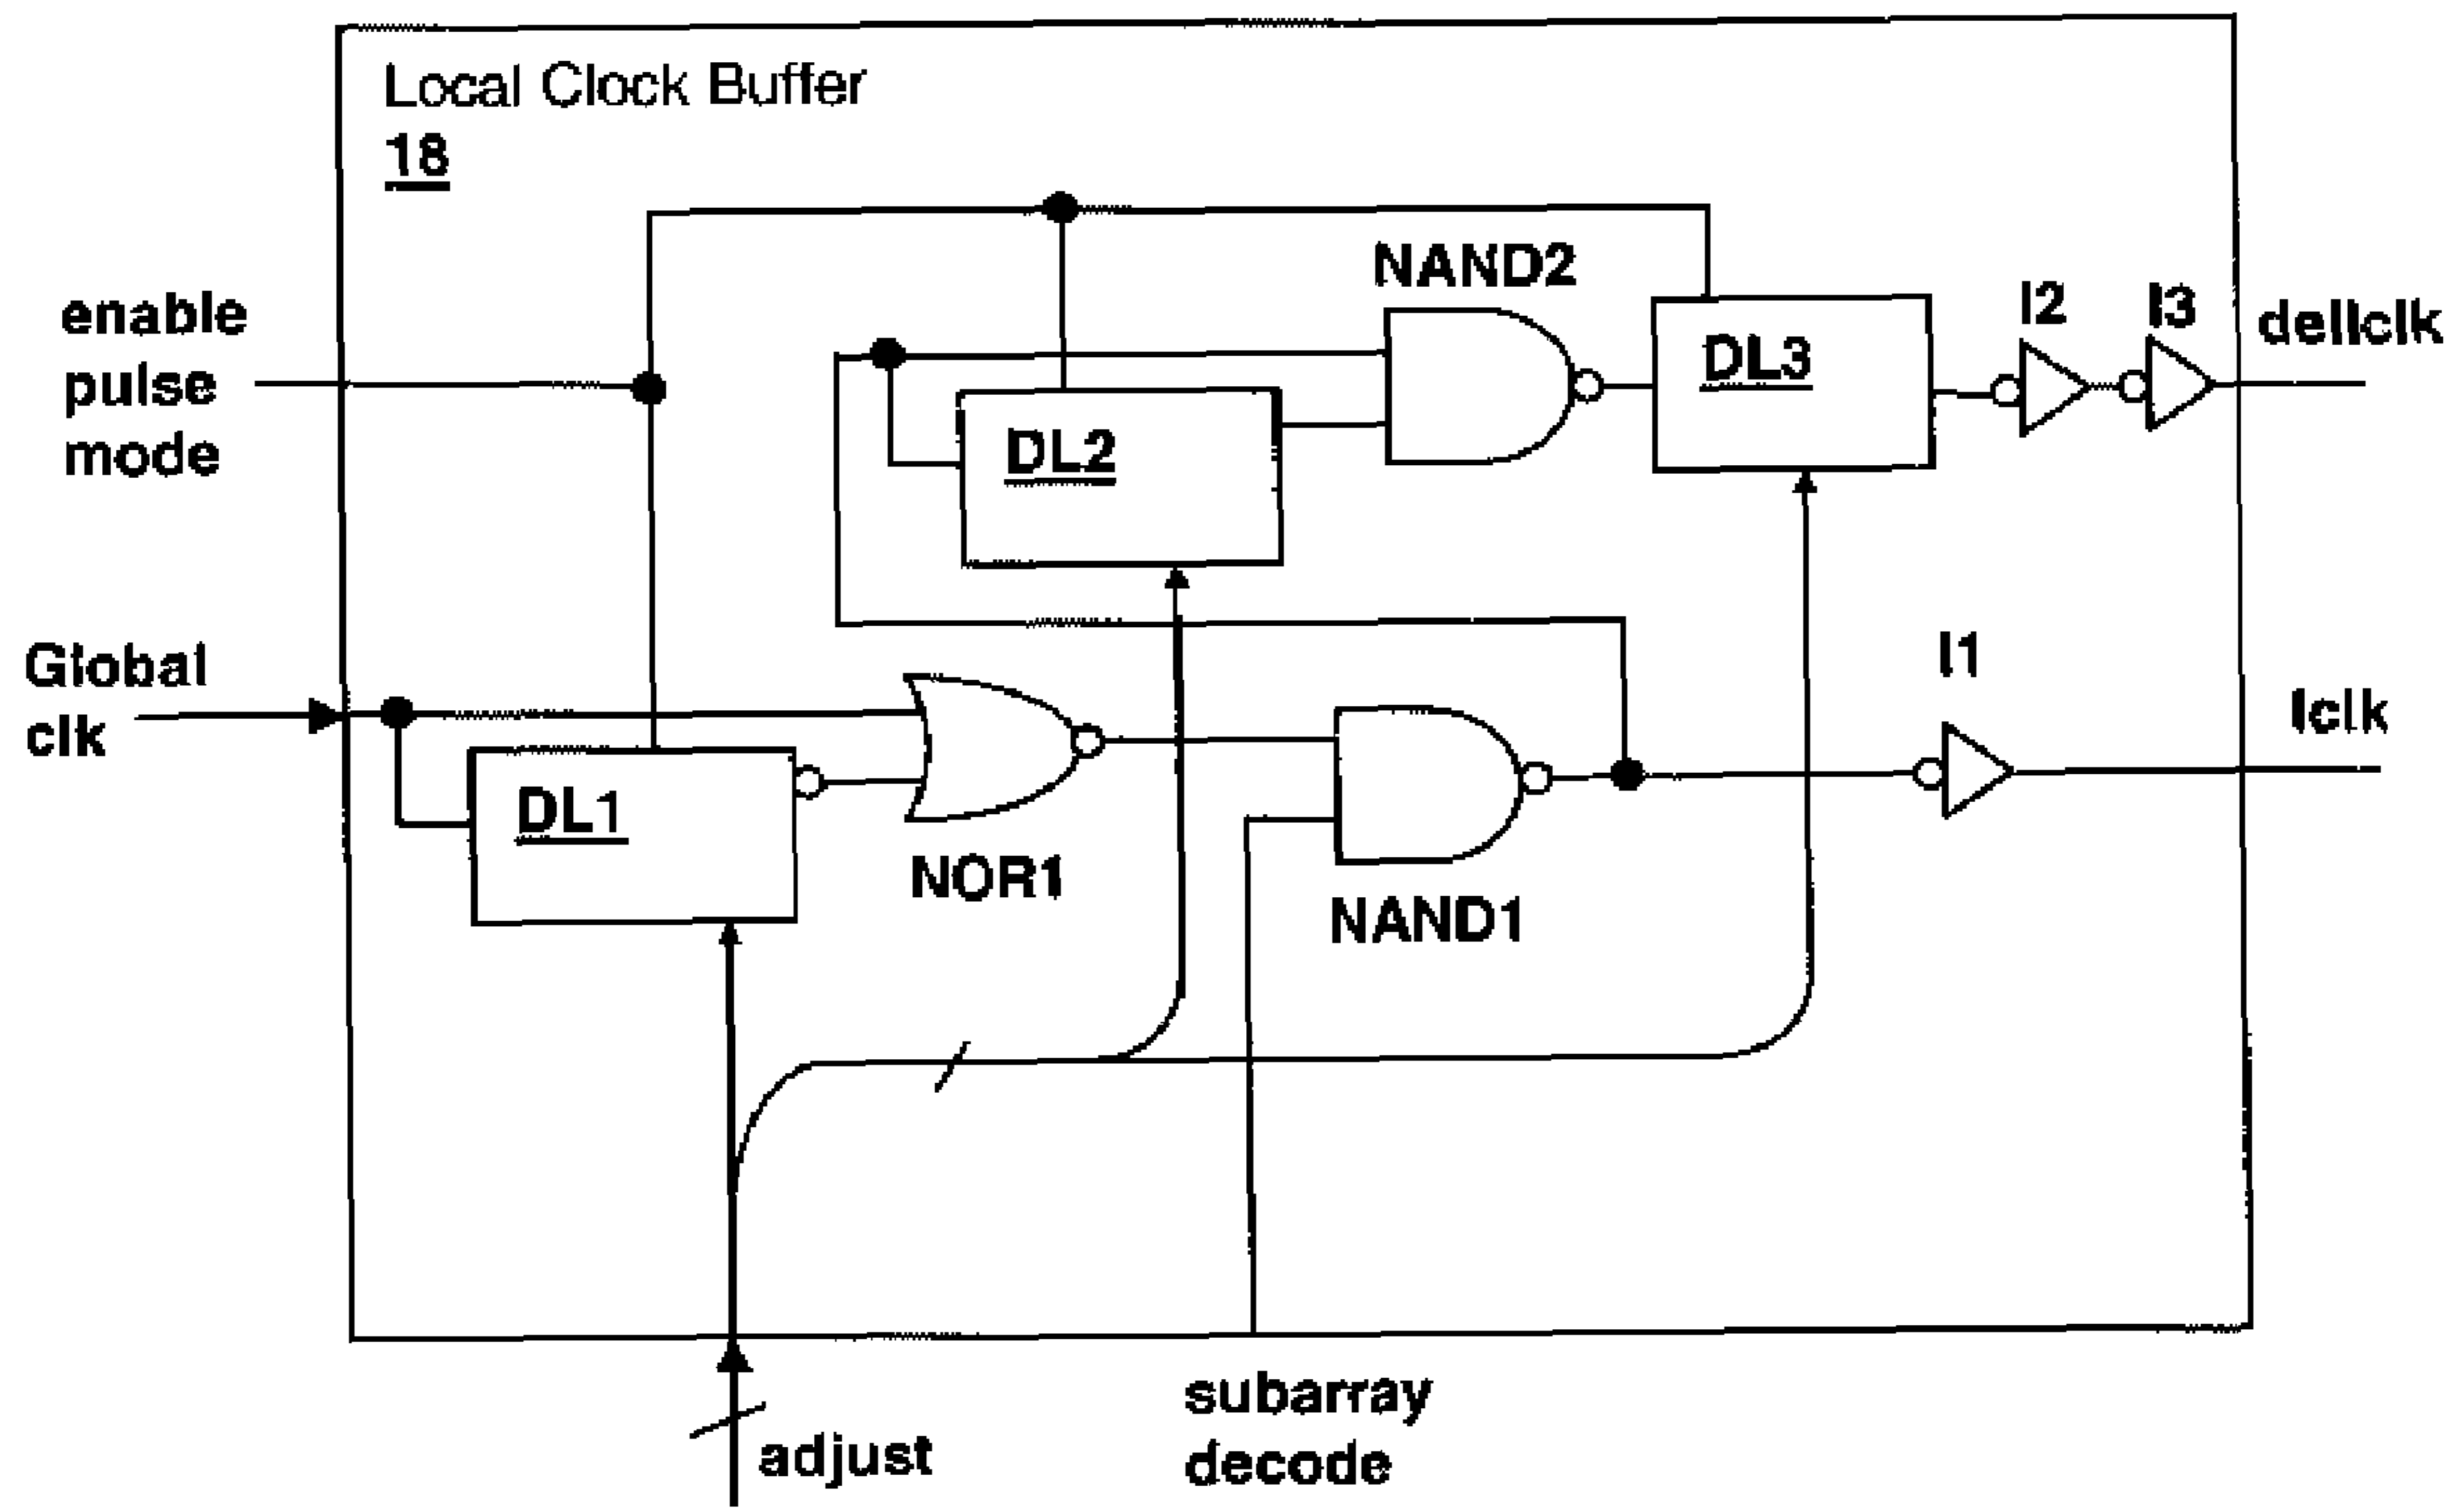 Local Clock Buffer
18
NAND2
I2
I3
enable
pulse
mode
dellclk
DL3
DL2
Global
clk
I1
lclk
DL1
NOR1
NAND1
adjust
subarray
decode